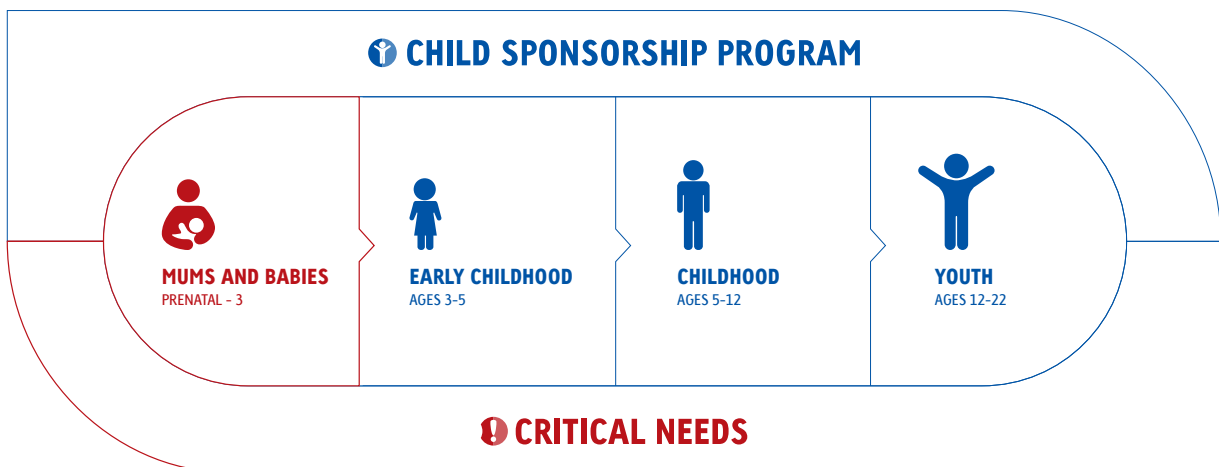 CHILD SPONSORSHIP PROGRAM
MUMS AND BABIES
PRENATAL - 3
EARLY CHILDHOOD
AGES 3-5
CHILDHOOD
AGES 5-12
YOUTH
AGES 12-22
CRITICAL NEEDS